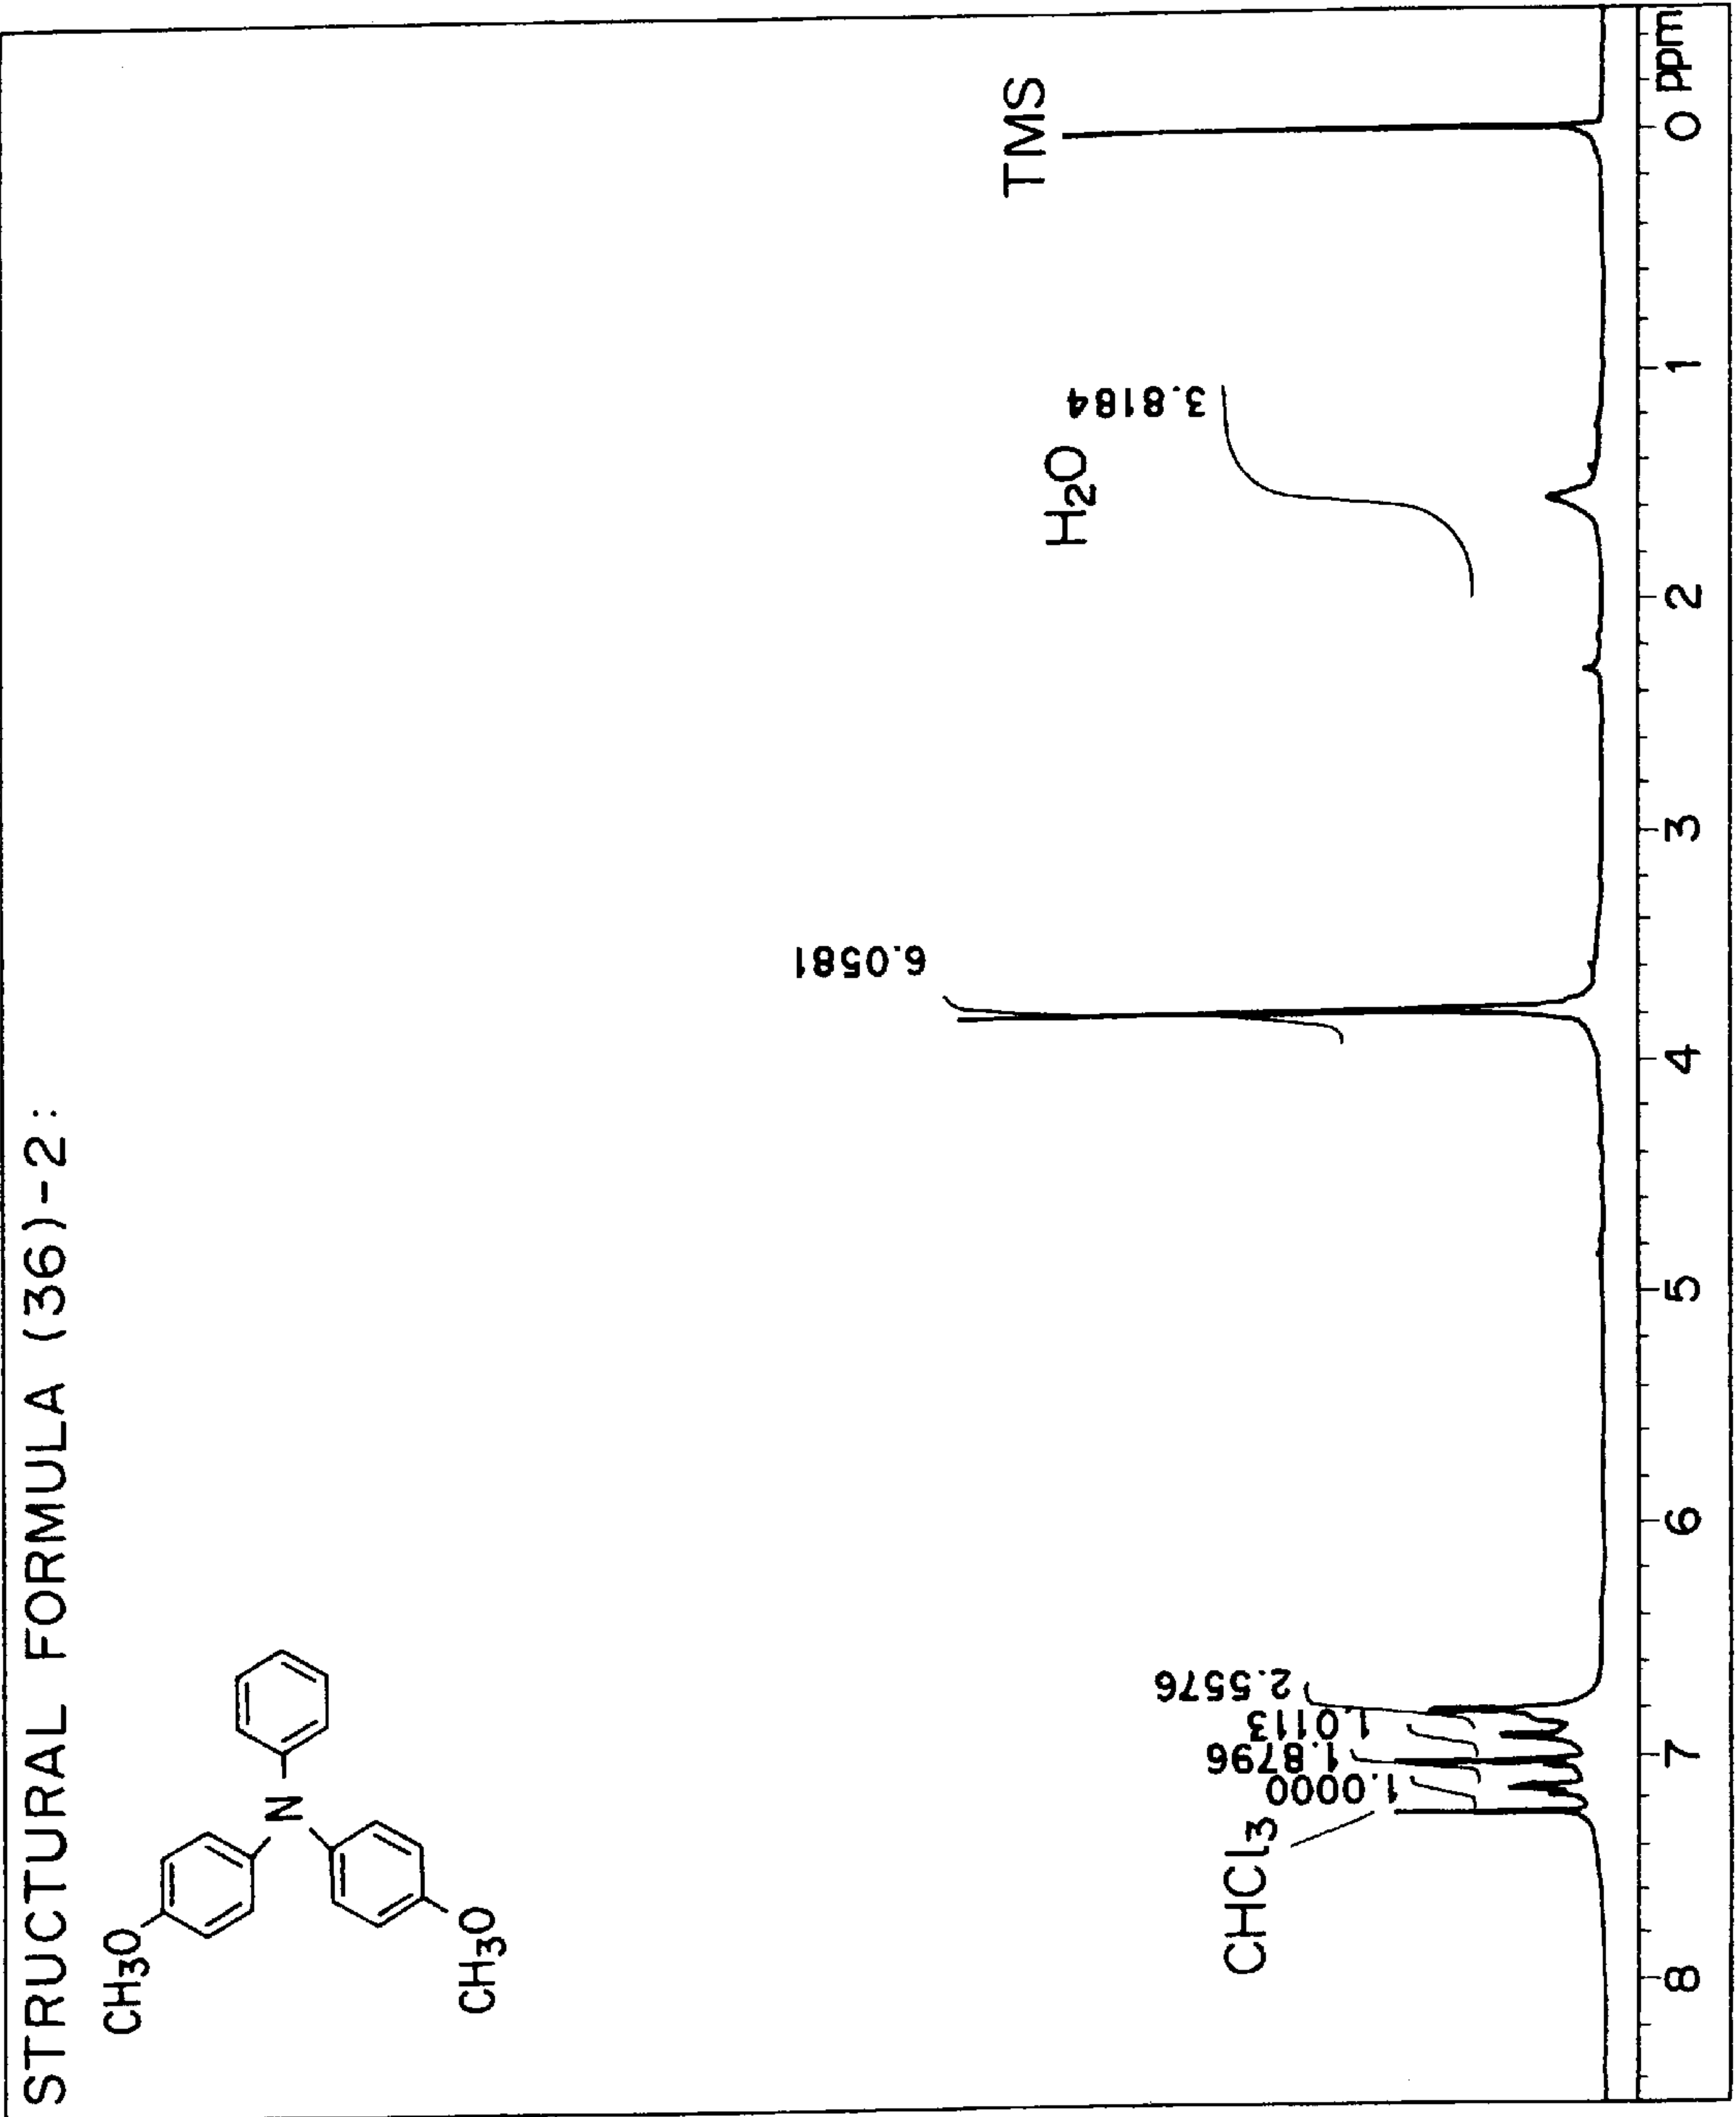 STRUCTURAL FORMULA (36)-2:
CH3O
N
CH3O
TMS
H2O
3.8184
6.0581
2.5576
1.0113
1.8796
1.0000
CHCl3
8 7 6 5 4 3 2 1 0 ppm